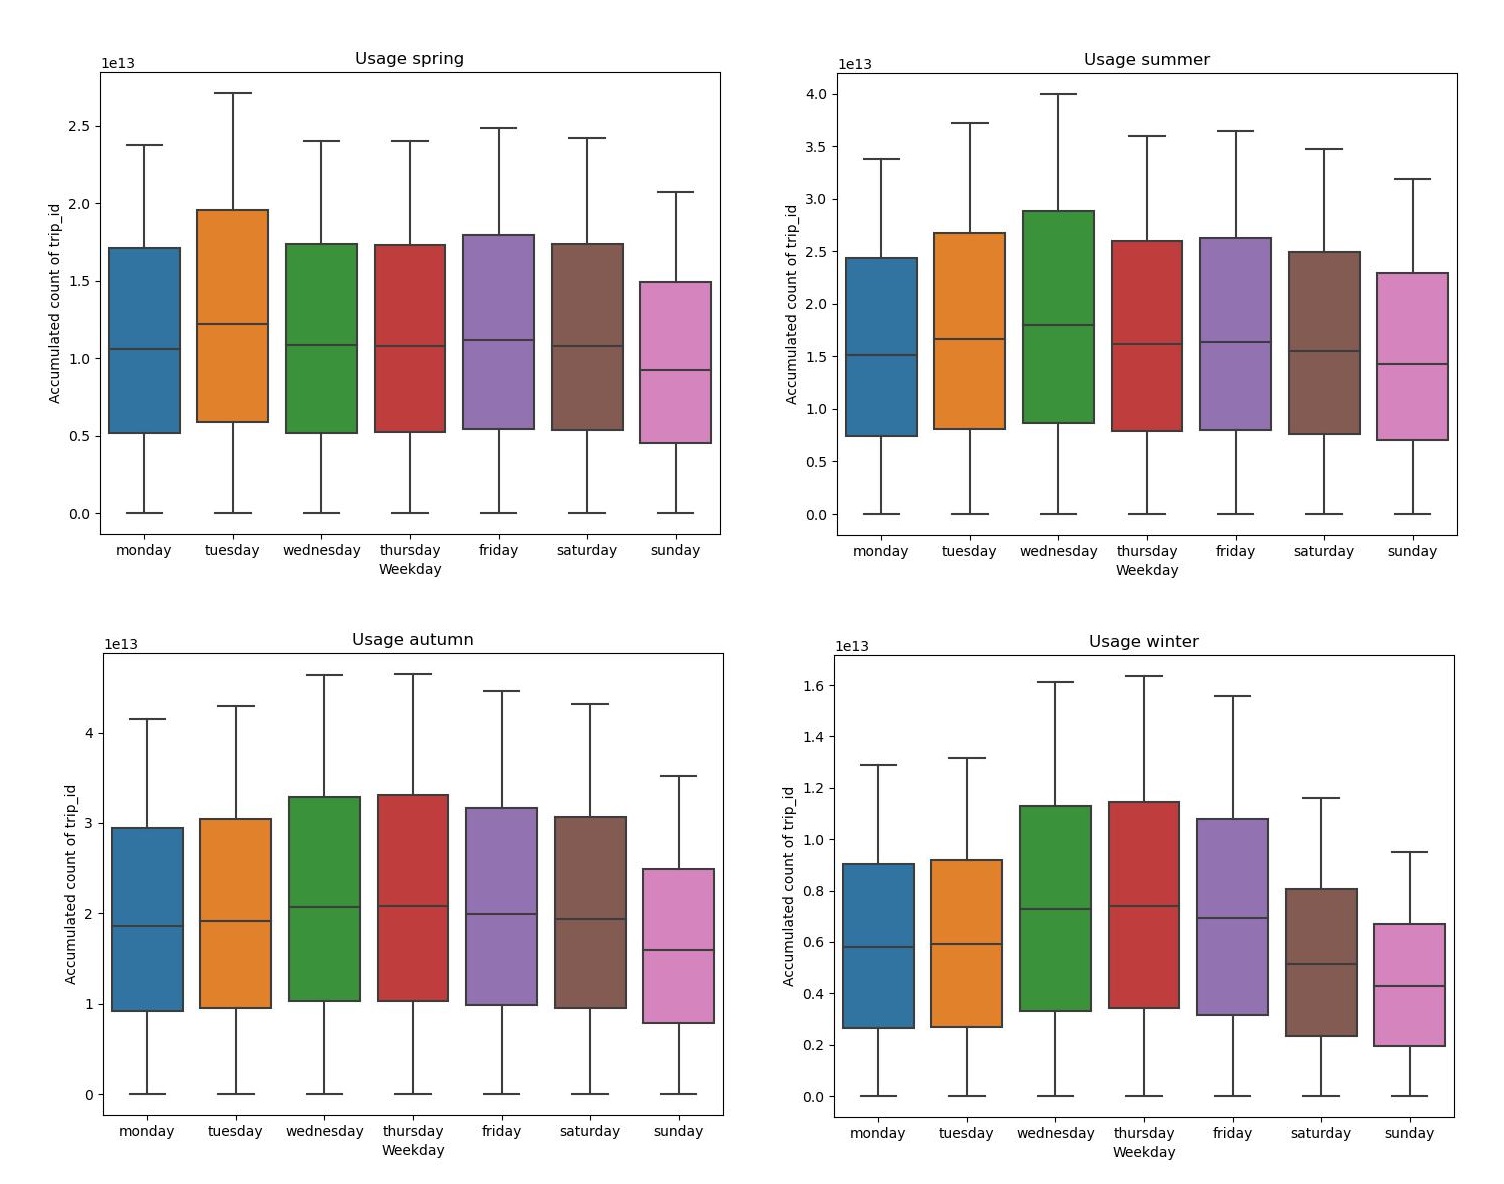 Usage spring
1e13
2.5
2.0
1.5
1.0
0.5
0.0
Accumulated count of trip_id
monday tuesday wednesday thursday friday saturday sunday
Weekday
Usage summer
1e13
4.0
3.5
3.0
2.5
2.0
1.5
1.0
0.5
0.0
Accumulated count of trip_id
monday tuesday wednesday thursday friday saturday sunday
Weekday
Usage autumn
1e13
4
3
2
1
0
Accumulated count of trip_id
monday tuesday wednesday thursday friday saturday sunday
Weekday
Usage winter
1e13
1.6
1.4
1.2
1.0
0.8
0.6
0.4
0.2
0.0
Accumulated count of trip_id
monday tuesday wednesday thursday friday saturday sunday
Weekday